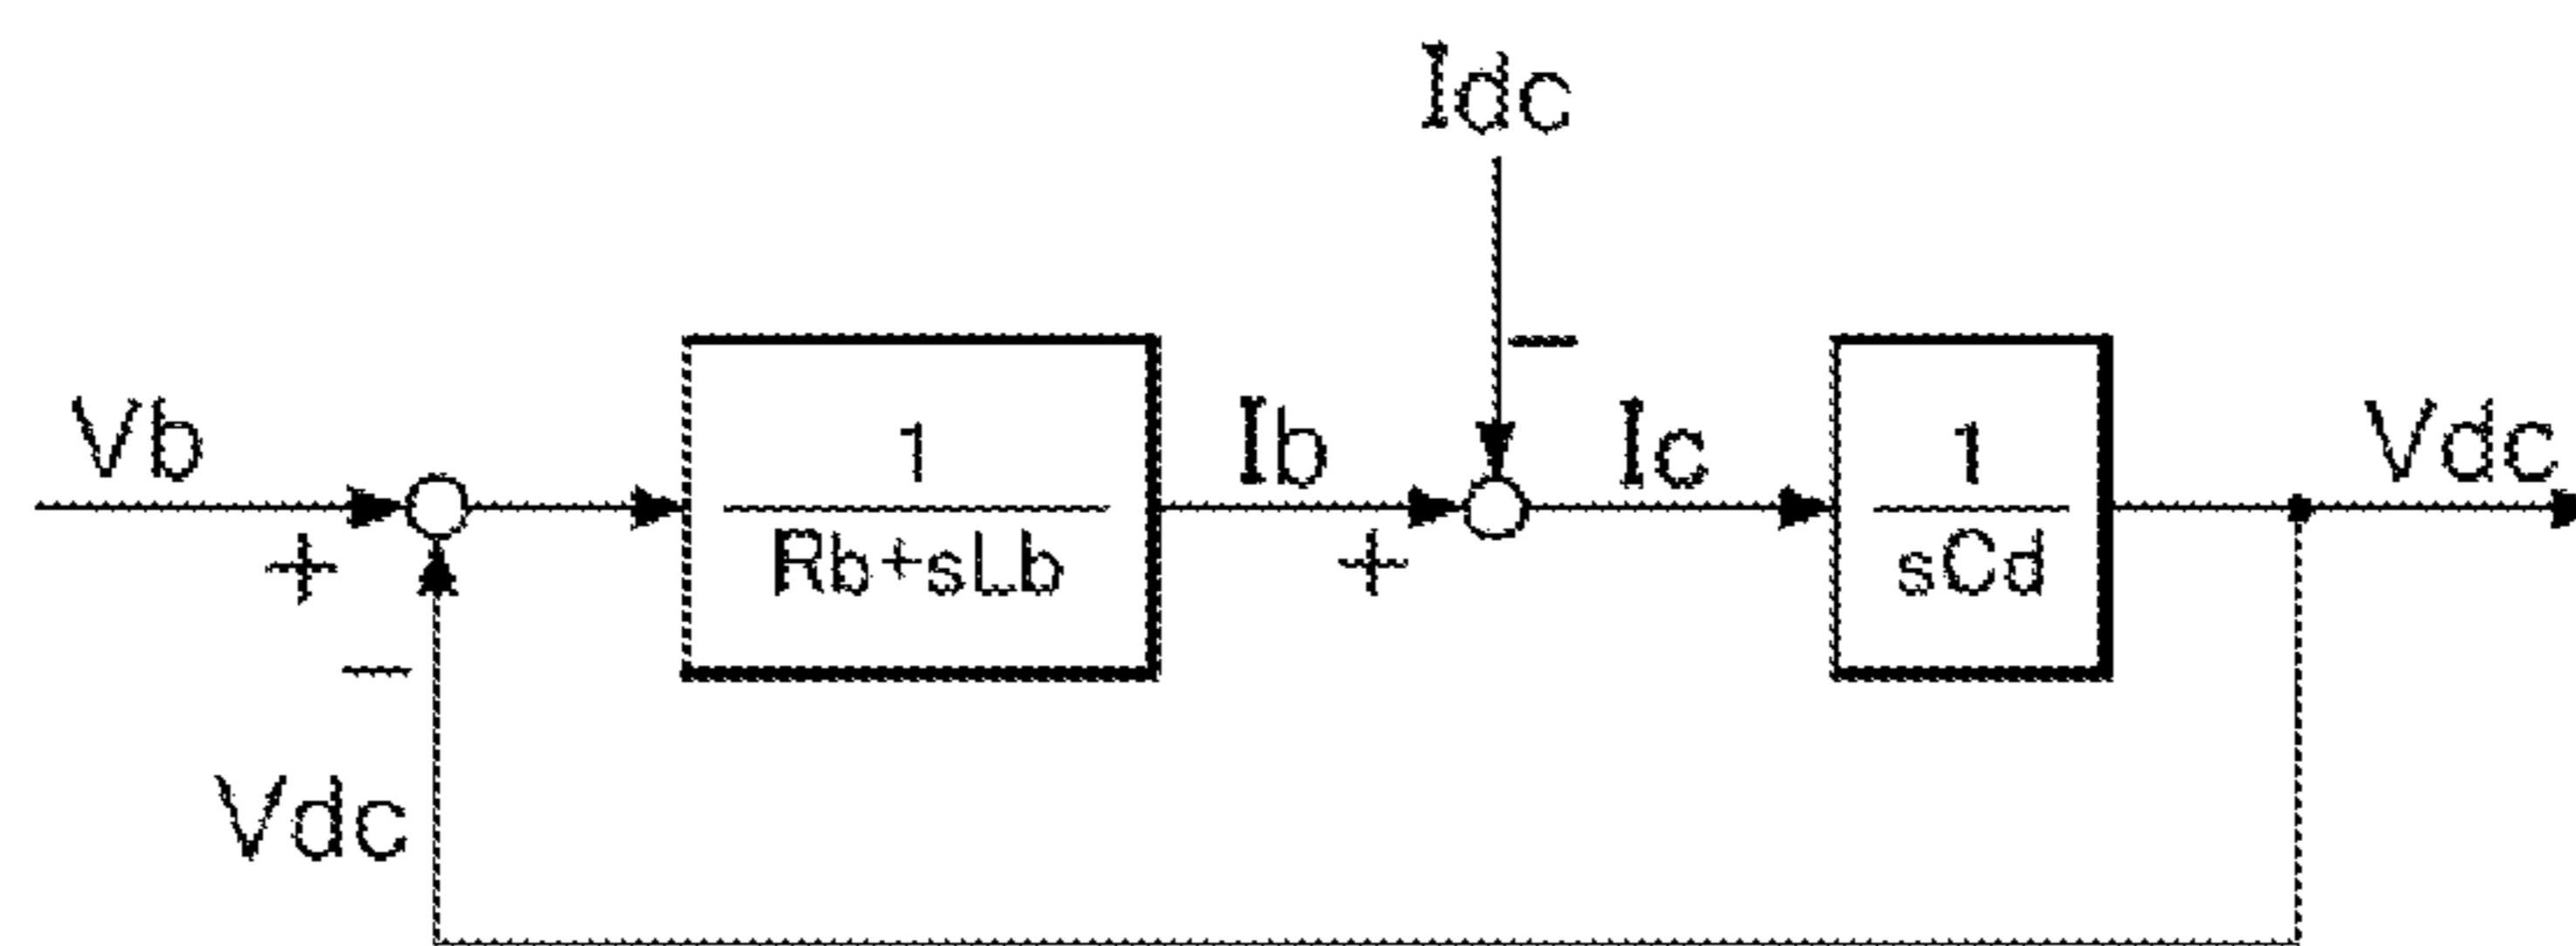 Idc
−
Vb
+
−
Vdc
1
Rb+sLb
Ib
+
Ic
1
sCd
Vdc